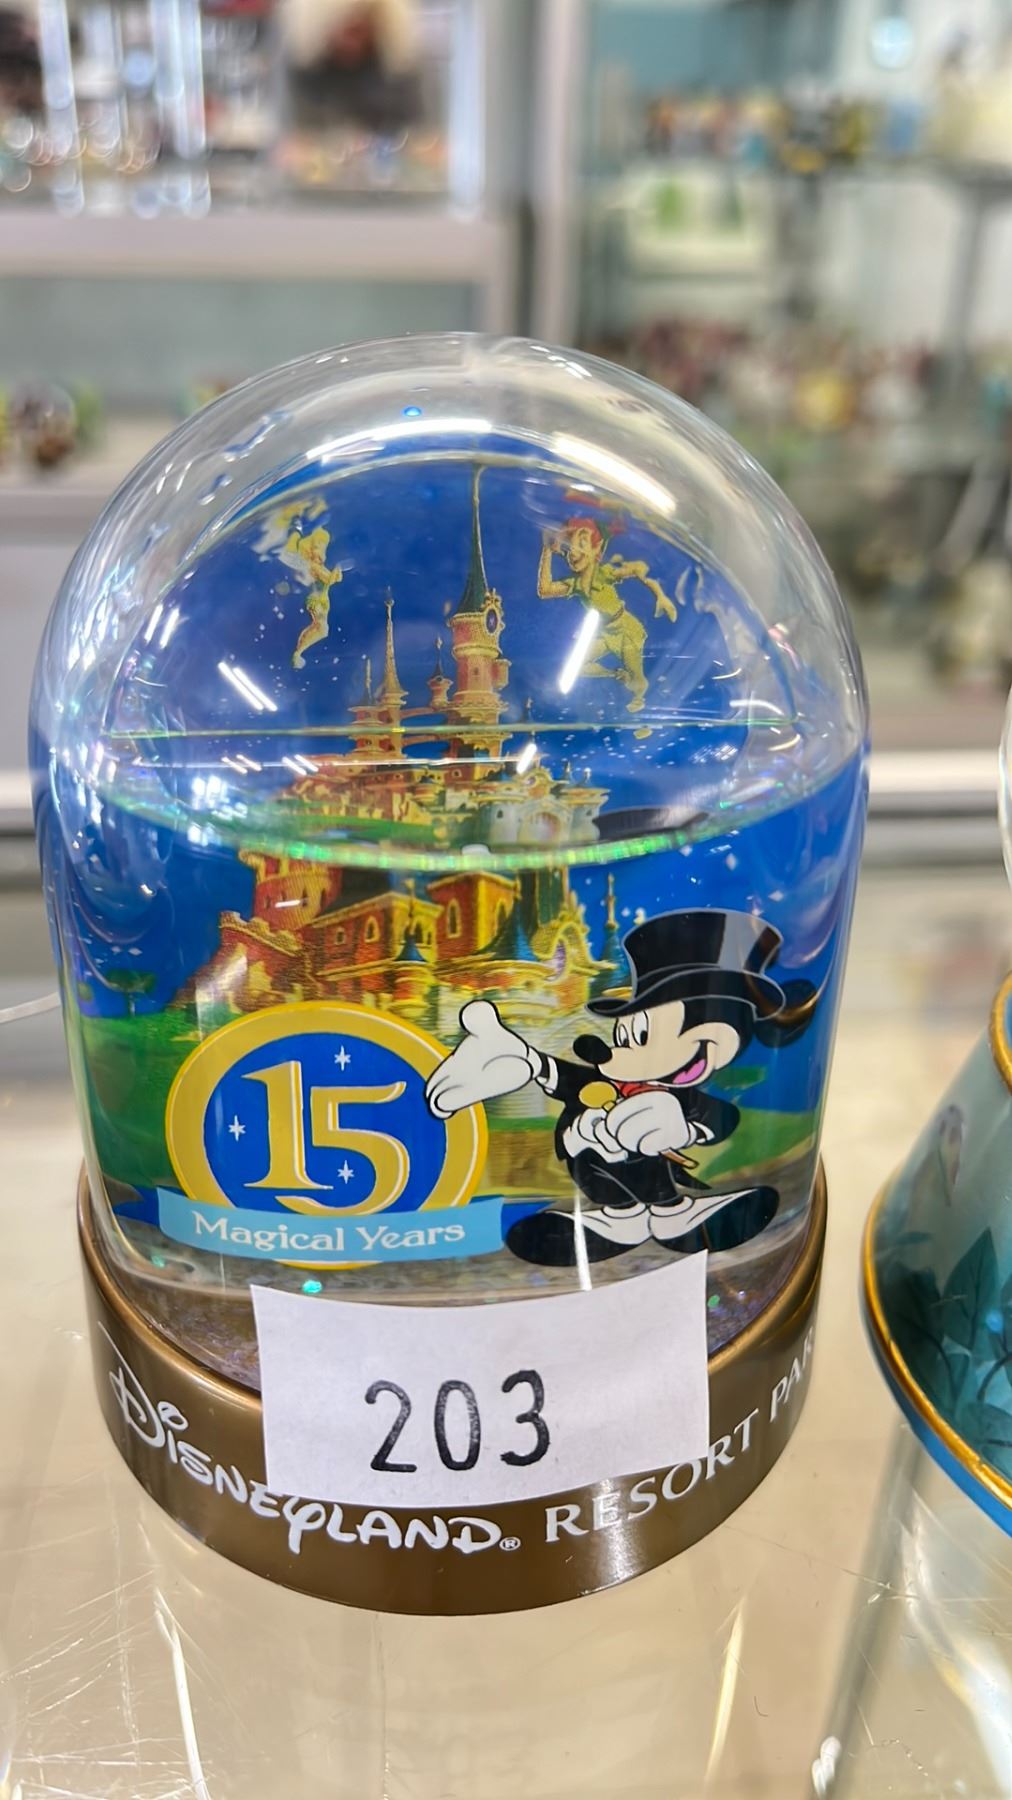 15
Magical Years
203
DISNEYLAND® RESORT PAR